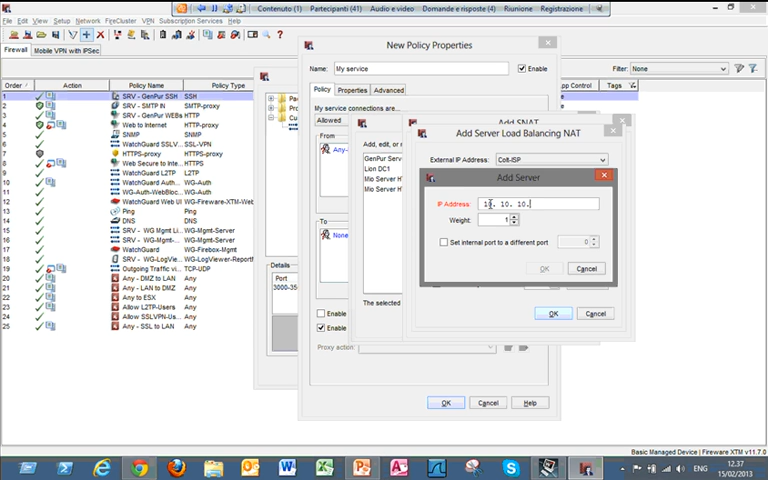 Contenuto (1) Partecipanti (41) Audio e video Domande e risposte (4) Riunione Registrazione
File Edit View Setup Network FireCluster VPN Subscription Services Help
Firewall Mobile VPN with IPSec
Filter: None
Order Action Policy Name Policy Type App Control Tags
1 SRV - GenPur SSH SSH
2 SRV - SMTP IN SMTP-proxy
3 SRV - GenPur WEBs HTTP
4 Web to Internet HTTP-proxy
5 SNMP SNMP
6 WatchGuard SSLVPN SSL-VPN
7 HTTPS-proxy HTTPS-proxy
8 Web Secure to Inte... HTTPS-proxy
9 WatchGuard L2TP L2TP
10 WatchGuard Auth... WG-Auth
11 WG-Auth-WebBloc... WG-Auth
12 WatchGuard Web UI WG-Fireware-XTM-Web
13 Ping Ping
14 DNS DNS
15 SRV - WG Mgmt Li... WG-Mgmt-Server
16 SRV - WG Mgmt WG-Mgmt-Server
17 WatchGuard WG-Firebox-Mgmt
18 SRV - WG-LogVie... WG-LogViewer-Report
19 Outgoing Traffic vi... TCP-UDP
20 Any - DMZ to LAN Any
21 Any - LAN to DMZ Any
22 Any to ESX Any
23 Allow L2TP-Users Any
24 Allow SSLVPN-Us... Any
25 Any - SSL to LAN Any
New Policy Properties
Name: My service Enable
Policy Properties Advanced
My service connections are...
Allowed
From
To
None
Details
Port
Enable
Enable
Proxy action:
OK Cancel Help
Add SNAT
Add, edit, or
GenPur Serv
Lion DC1
Mio Server H
Mio Server H
The selected
Add Server Load Balancing NAT
External IP Address: Colt-ISP
OK Cancel
Add Server
IP Address:
Weight: 1
Set internal port to a different port 0
OK Cancel
Basic Managed Device Fireware XTM v11.7.0
ENG
12.37
15/02/2013